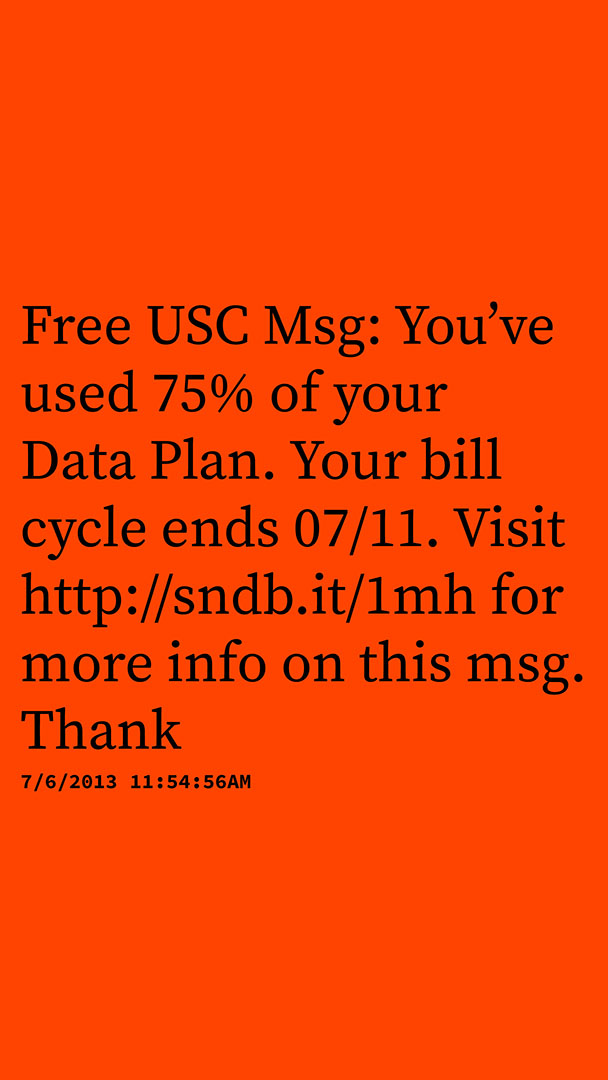 Free USC Msg: You’ve
used 75% of your
Data Plan. Your bill
cycle ends 07/11. Visit
http://sndb.it/1mh for
more info on this msg.
Thank
7/6/2013 11:54:56AM